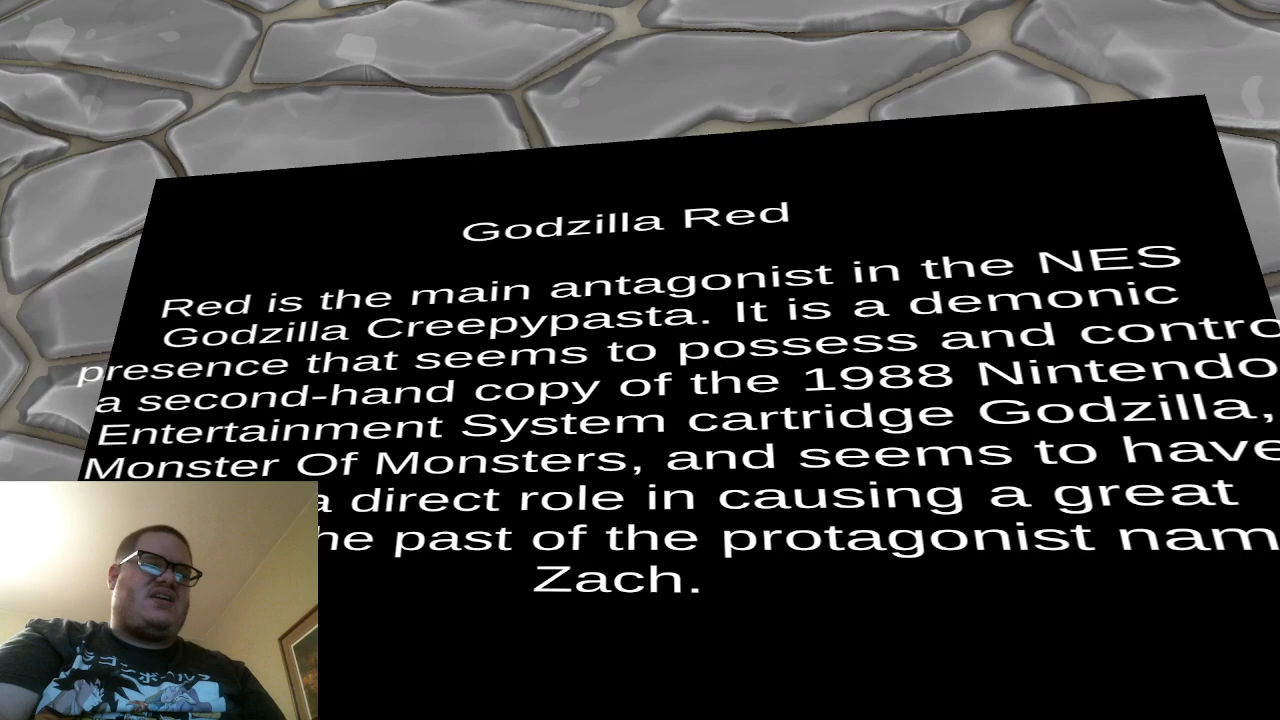 Godzilla Red
Red is the main antagonist in the NES
Godzilla Creepypasta. It is a demonic
presence that seems to possess and contro
a second-hand copy of the 1988 Nintendo
Entertainment System cartridge Godzilla,
Monster Of Monsters, and seems to have
a direct role in causing a great
he past of the protagonist nam
Zach.